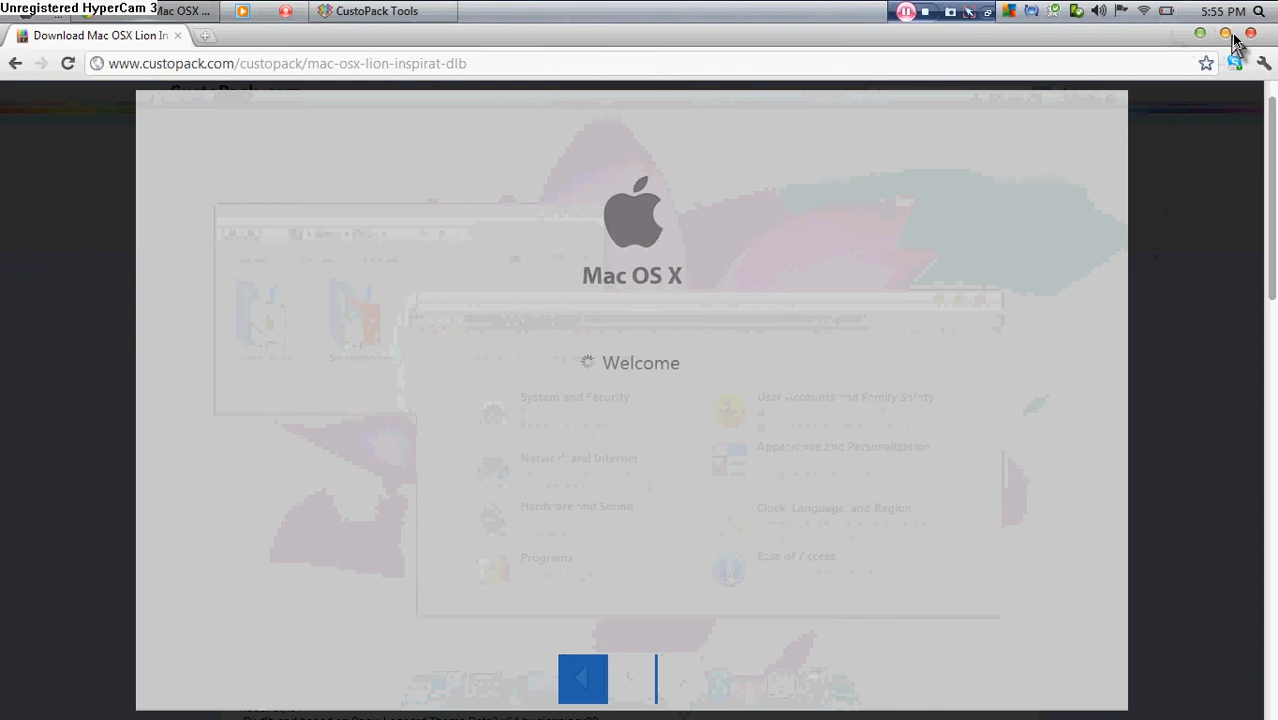 Unregistered HyperCam 3
Mac OSX ...
CustoPack Tools
5:55 PM
Download Mac OSX Lion In
www.custopack.com/custopack/mac-osx-lion-inspirat-dlb
Mac OS X
Welcome
System and Security
User Accounts and Family Safety
Network and Internet
Appearance and Personalization
Hardware and Sound
Clock, Language, and Region
Programs
Ease of Access